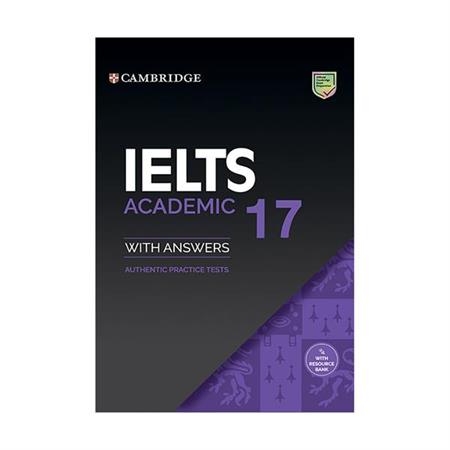 CAMBRIDGE
IELTS
ACADEMIC 17
WITH ANSWERS
AUTHENTIC PRACTICE TESTS
WITH
RESOURCE
BANK